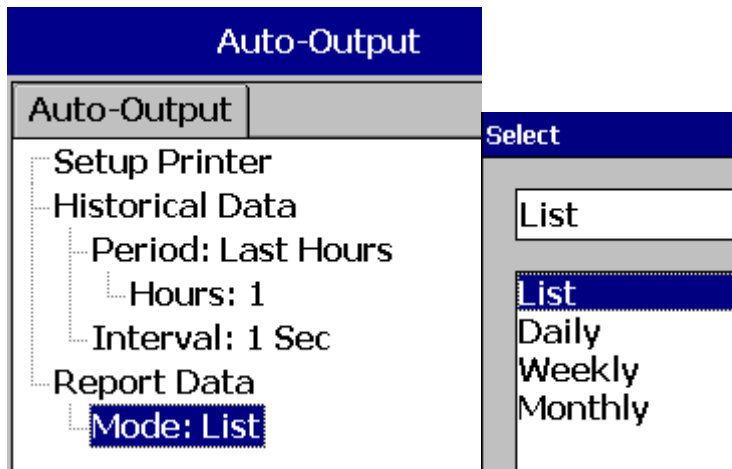 Auto-Output
Auto-Output
Setup Printer
Historical Data
Period: Last Hours
Hours: 1
Interval: 1 Sec
Report Data
Mode: List
Select
List
List
Daily
Weekly
Monthly